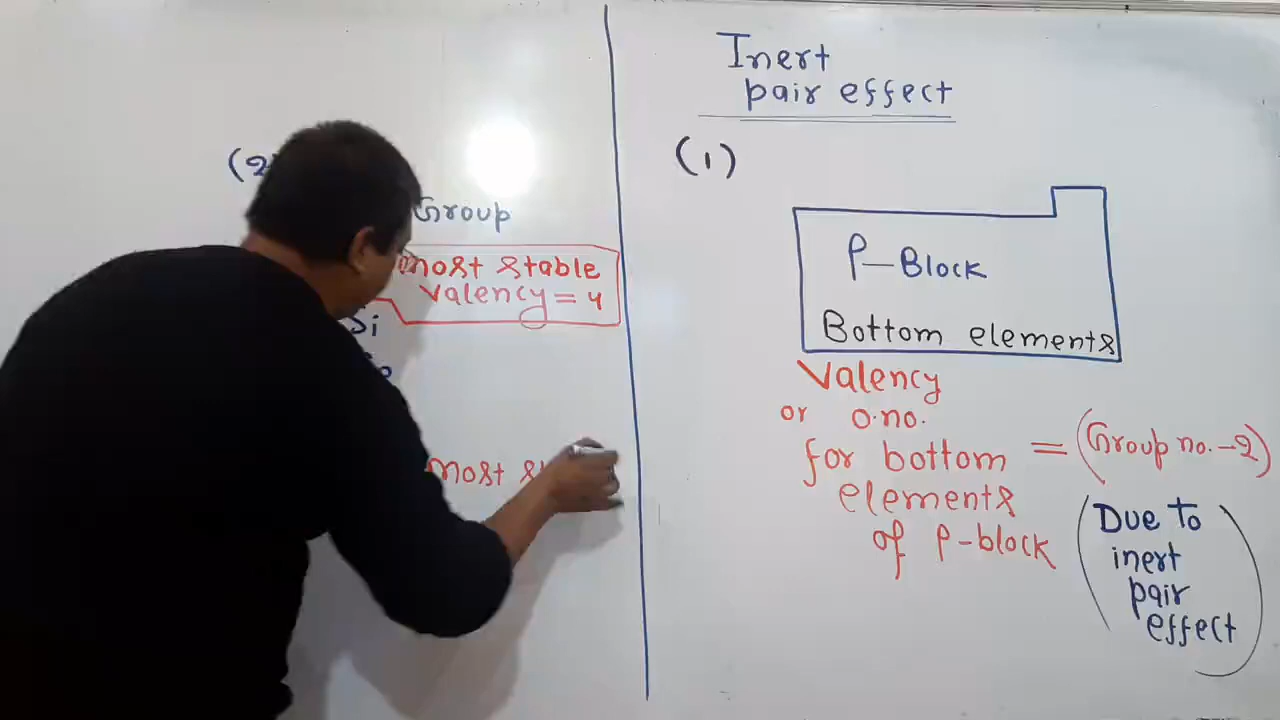 Inert
pair effect
(1)
P-Block
Bottom elements
Valency
or o.no.
for bottom = (Group no.-2)
elements
of P-block
(Due to
inert
pair
effect)
(2)
Group
most stable
Valency = 4
Si
most